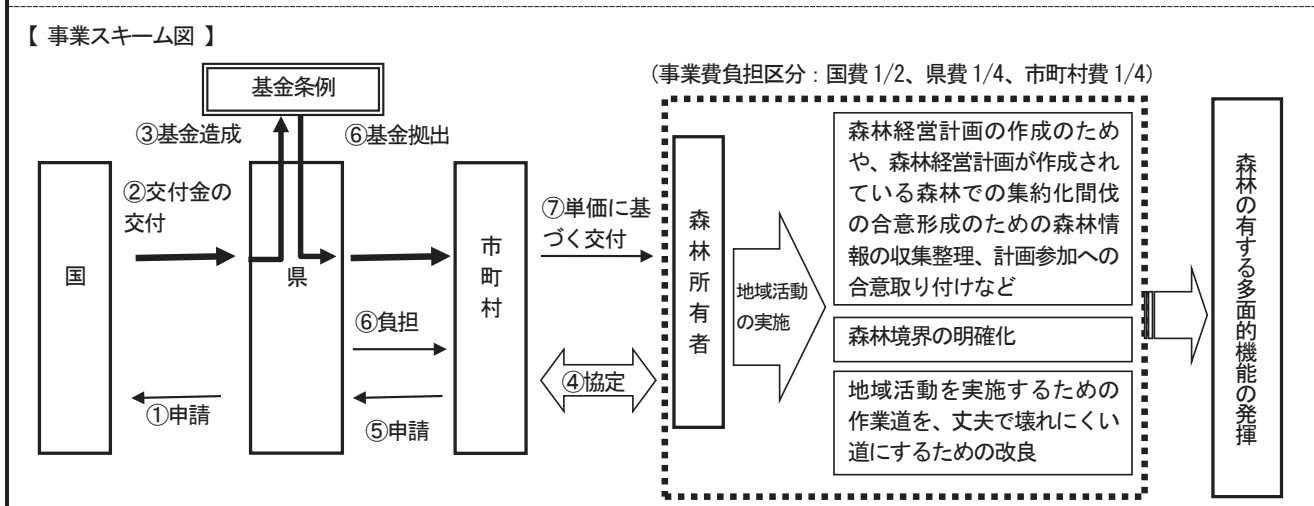 【 事業スキーム図 】
(事業費負担区分：国費 1/2、県費 1/4、市町村費 1/4)
基金条例
③基金造成
⑥基金拠出
国
②交付金の
交付
①申請
県
⑥負担
⑤申請
市町村
⑦単価に基
づく交付
④協定
森林所有者
地域活動
の実施
森林経営計画の作成のため
や、森林経営計画が作成され
ている森林での集約化間伐
の合意形成のための森林情
報の収集整理、計画参加への
合意取り付けなど
森林境界の明確化
地域活動を実施するための
作業道を、丈夫で壊れにくい
道にするための改良
森林の有する多面的機能の発揮